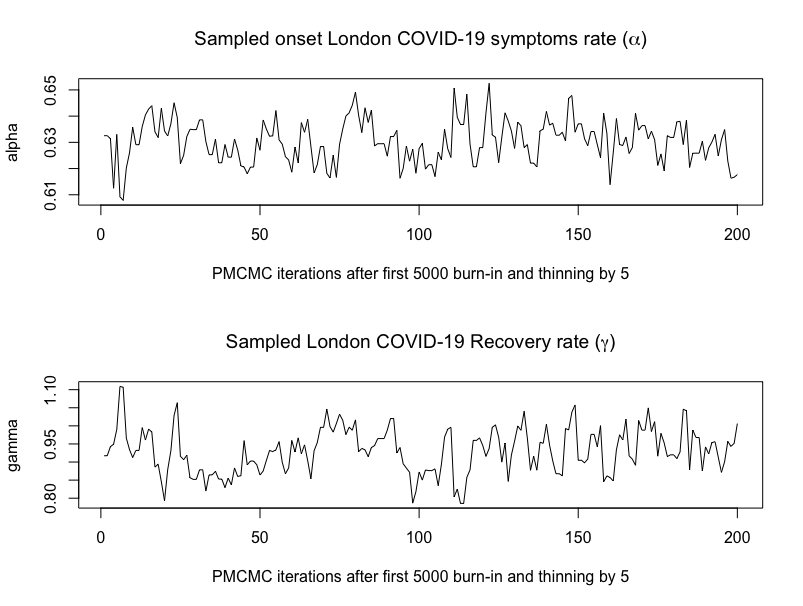 Sampled onset London COVID-19 symptoms rate (α)
alpha
0.65
0.63
0.61
0 50 100 150 200
PMCMC iterations after first 5000 burn-in and thinning by 5
Sampled London COVID-19 Recovery rate (γ)
gamma
1.10
0.95
0.80
0 50 100 150 200
PMCMC iterations after first 5000 burn-in and thinning by 5